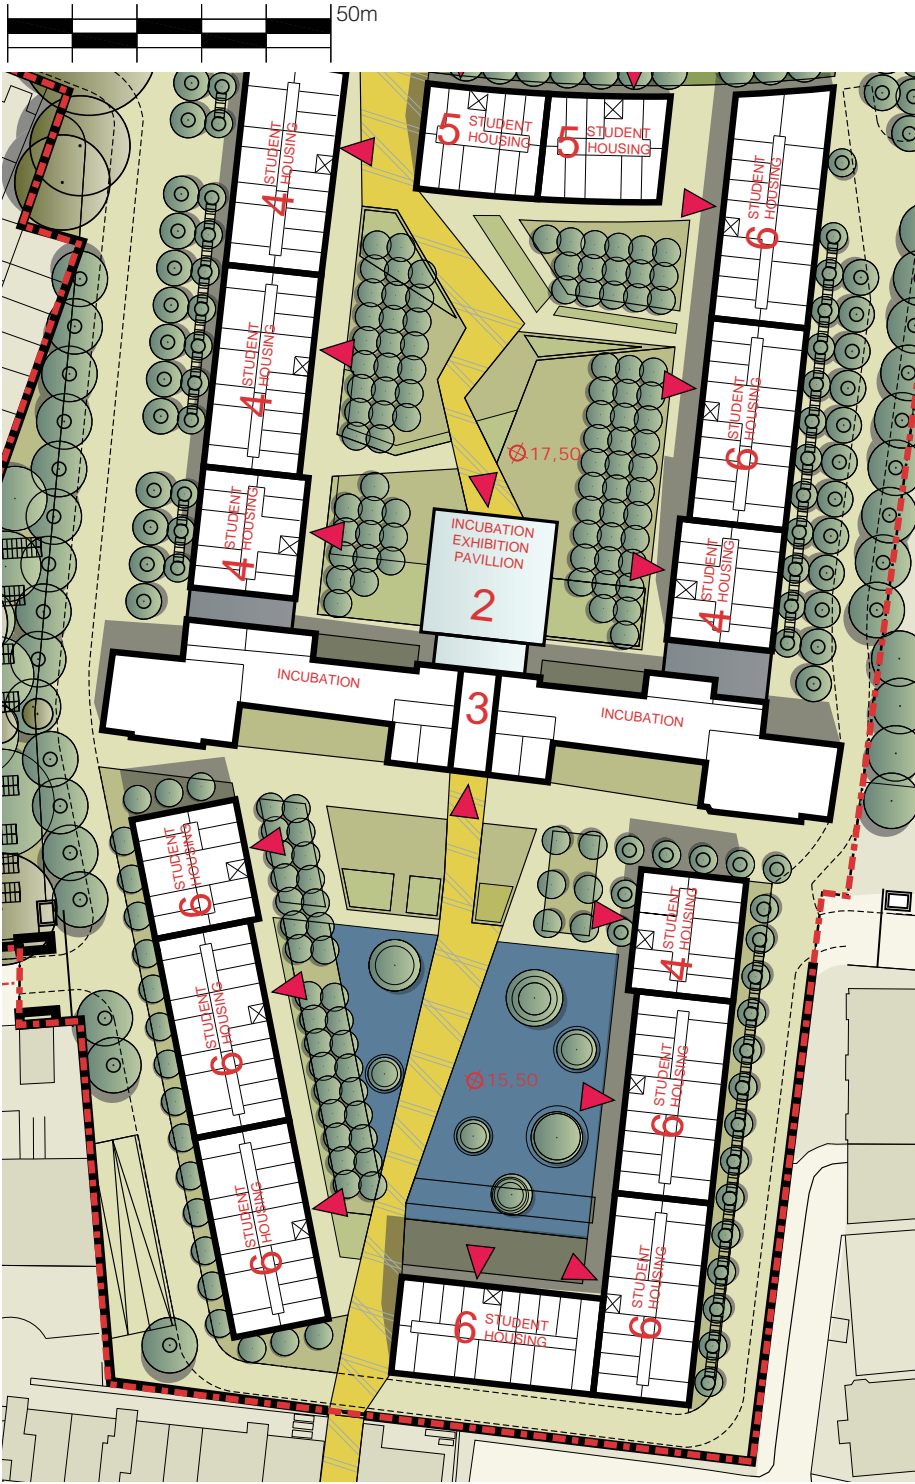 50m
5
STUDENT
HOUSING
5
STUDENT
HOUSING
4
STUDENT
HOUSING
6
STUDENT
HOUSING
4
STUDENT
HOUSING
6
STUDENT
HOUSING
17,50
4
STUDENT
HOUSING
INCUBATION
EXHIBITION
PAVILLION
2
4
STUDENT
HOUSING
INCUBATION
3
INCUBATION
6
STUDENT
HOUSING
4
STUDENT
HOUSING
6
STUDENT
HOUSING
6
STUDENT
HOUSING
15,50
6
STUDENT
HOUSING
6
STUDENT
HOUSING
6
STUDENT
HOUSING